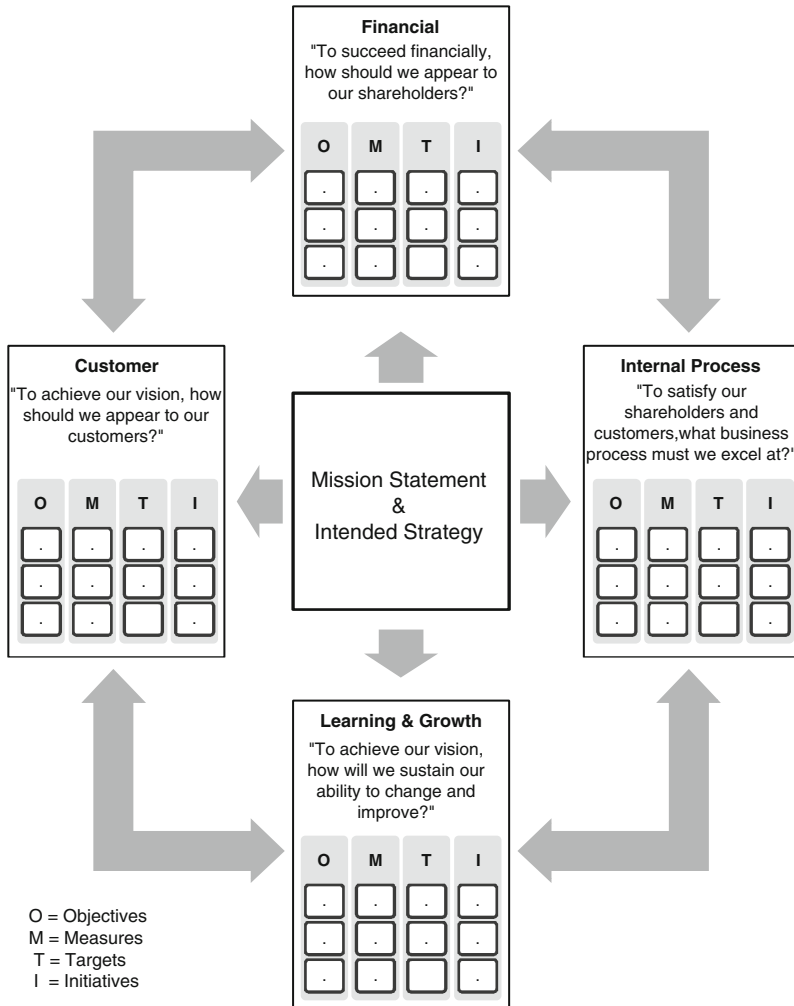 Financial
"To succeed financially,
how should we appear to
our shareholders?"
O M T I
. . . .
. . . .
. . .
Customer
"To achieve our vision, how
should we appear to our
customers?"
O M T I
. . . .
. . . .
. . .
Mission Statement
&
Intended Strategy
Internal Process
"To satisfy our
shareholders and
customers,what business
process must we excel at?"
O M T I
. . . .
. . . .
. . .
Learning & Growth
"To achieve our vision,
how will we sustain our
ability to change and
improve?"
O M T I
. . . .
. . . .
. . .
O = Objectives
M = Measures
T = Targets
I = Initiatives